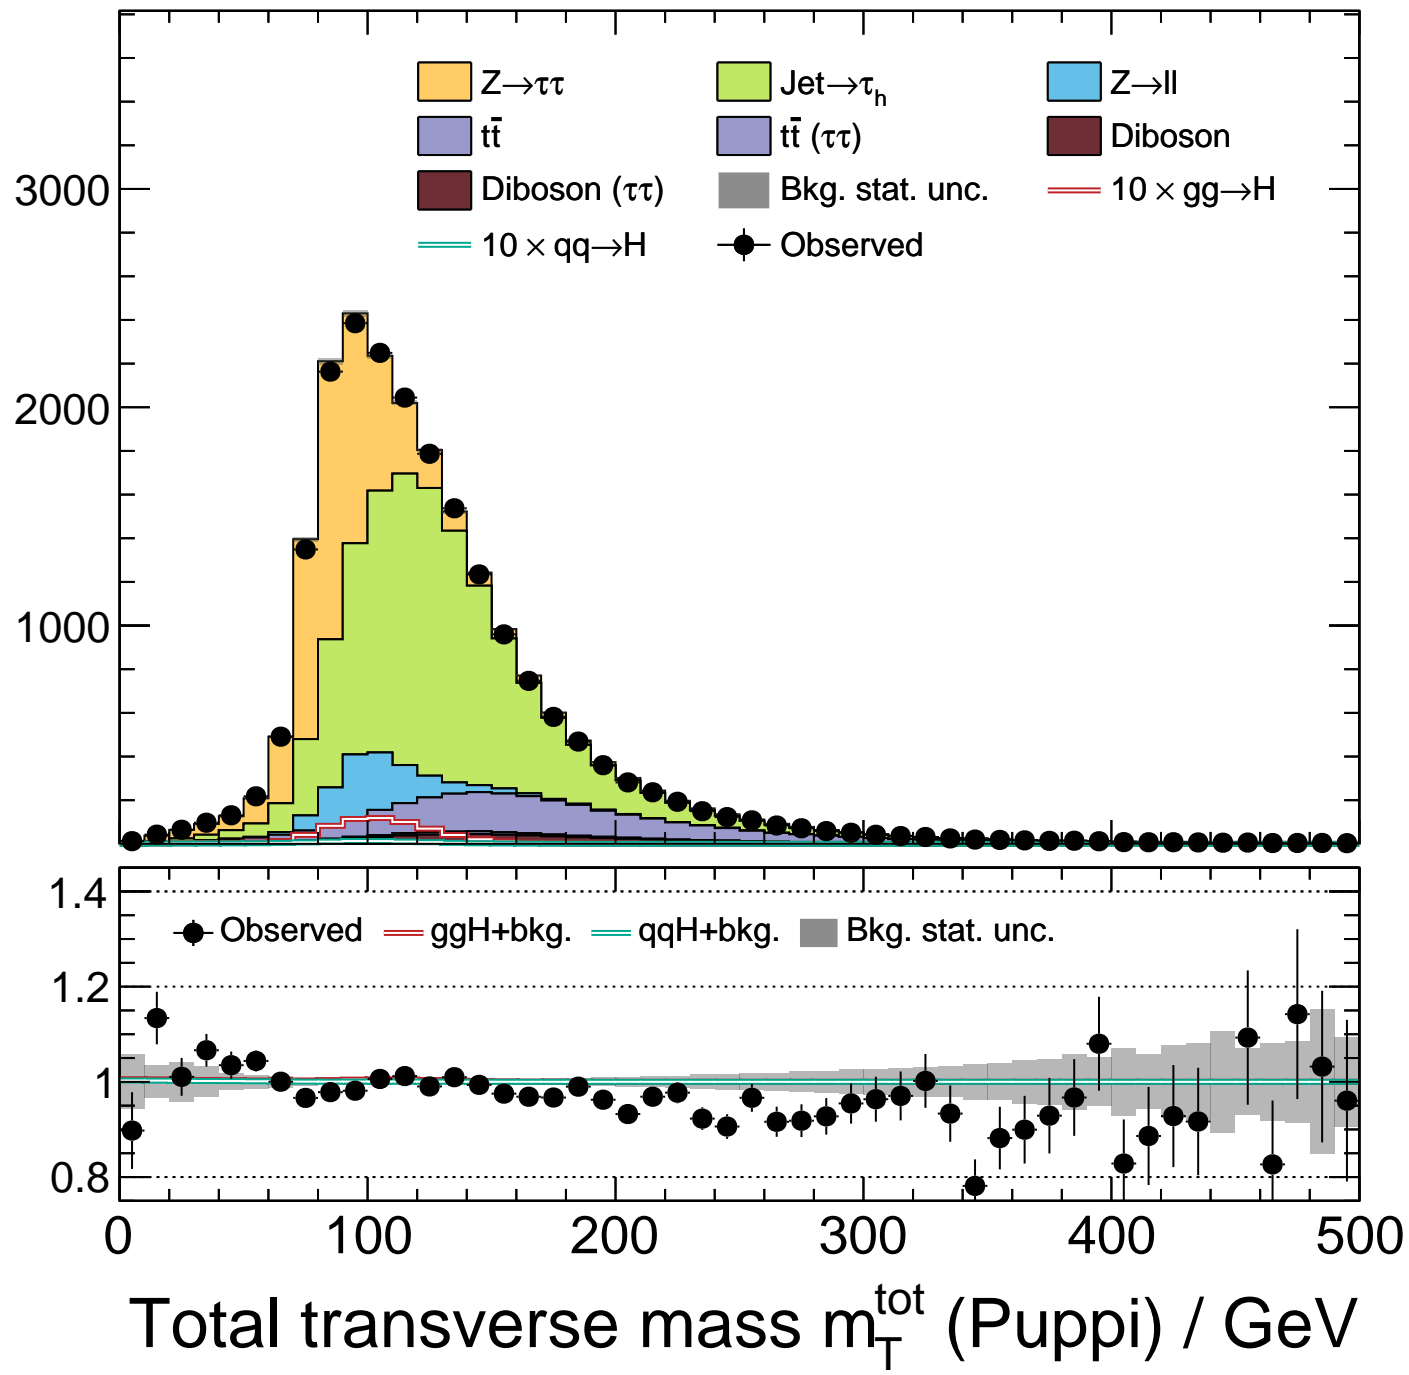 Z→ττ Jet→τh Z→ll
tt̄ tt̄ (ττ) Diboson
Diboson (ττ) Bkg. stat. unc. 10 × gg→H
10 × qq→H Observed
3000
2000
1000
1.4
Observed ggH+bkg. qqH+bkg. Bkg. stat. unc.
1.2
1
0.8
0 100 200 300 400 500
Total transverse mass m_T^tot (Puppi) / GeV